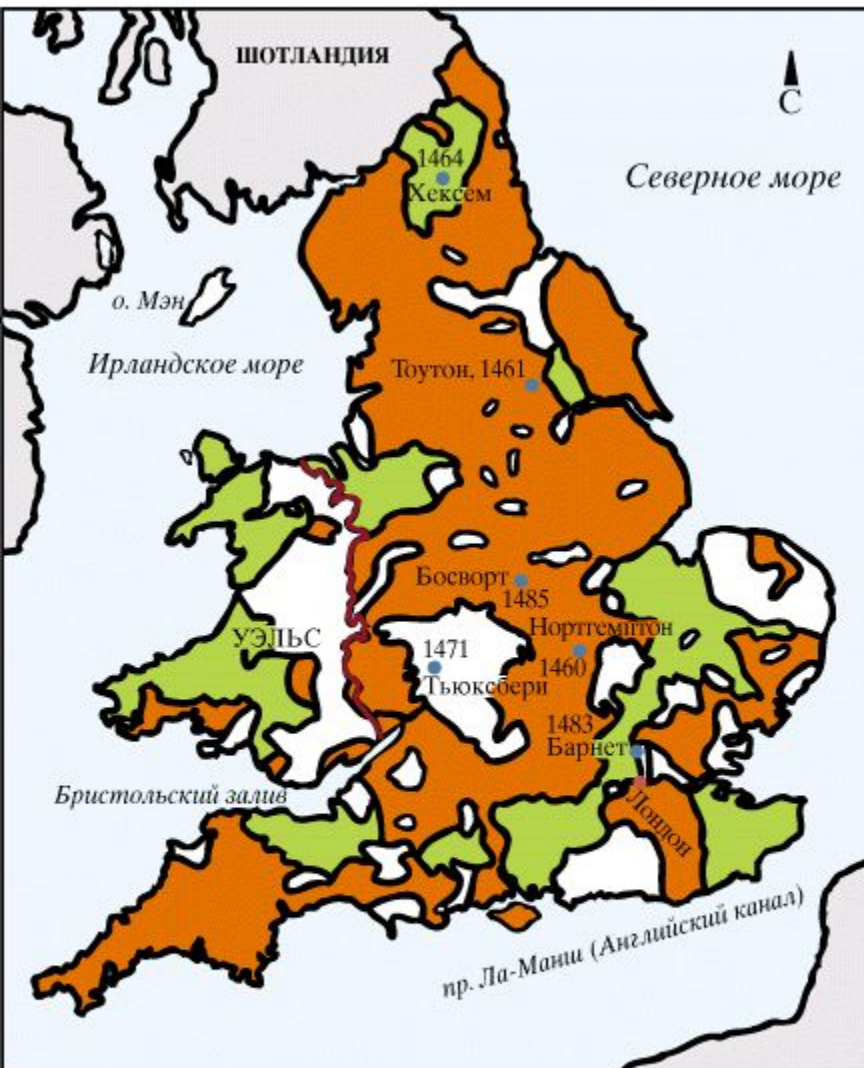 ШОТЛАНДИЯ
С
1464
Хексем
Северное море
о. Мэн
Ирландское море
Тоутон, 1461
Босворт
1485
Нортгемптон
УЭЛЬС
1471
1460
Тьюксбери
1483
Барнет
Бристольский залив
Лондон
пр. Ла-Манш (Английский канал)